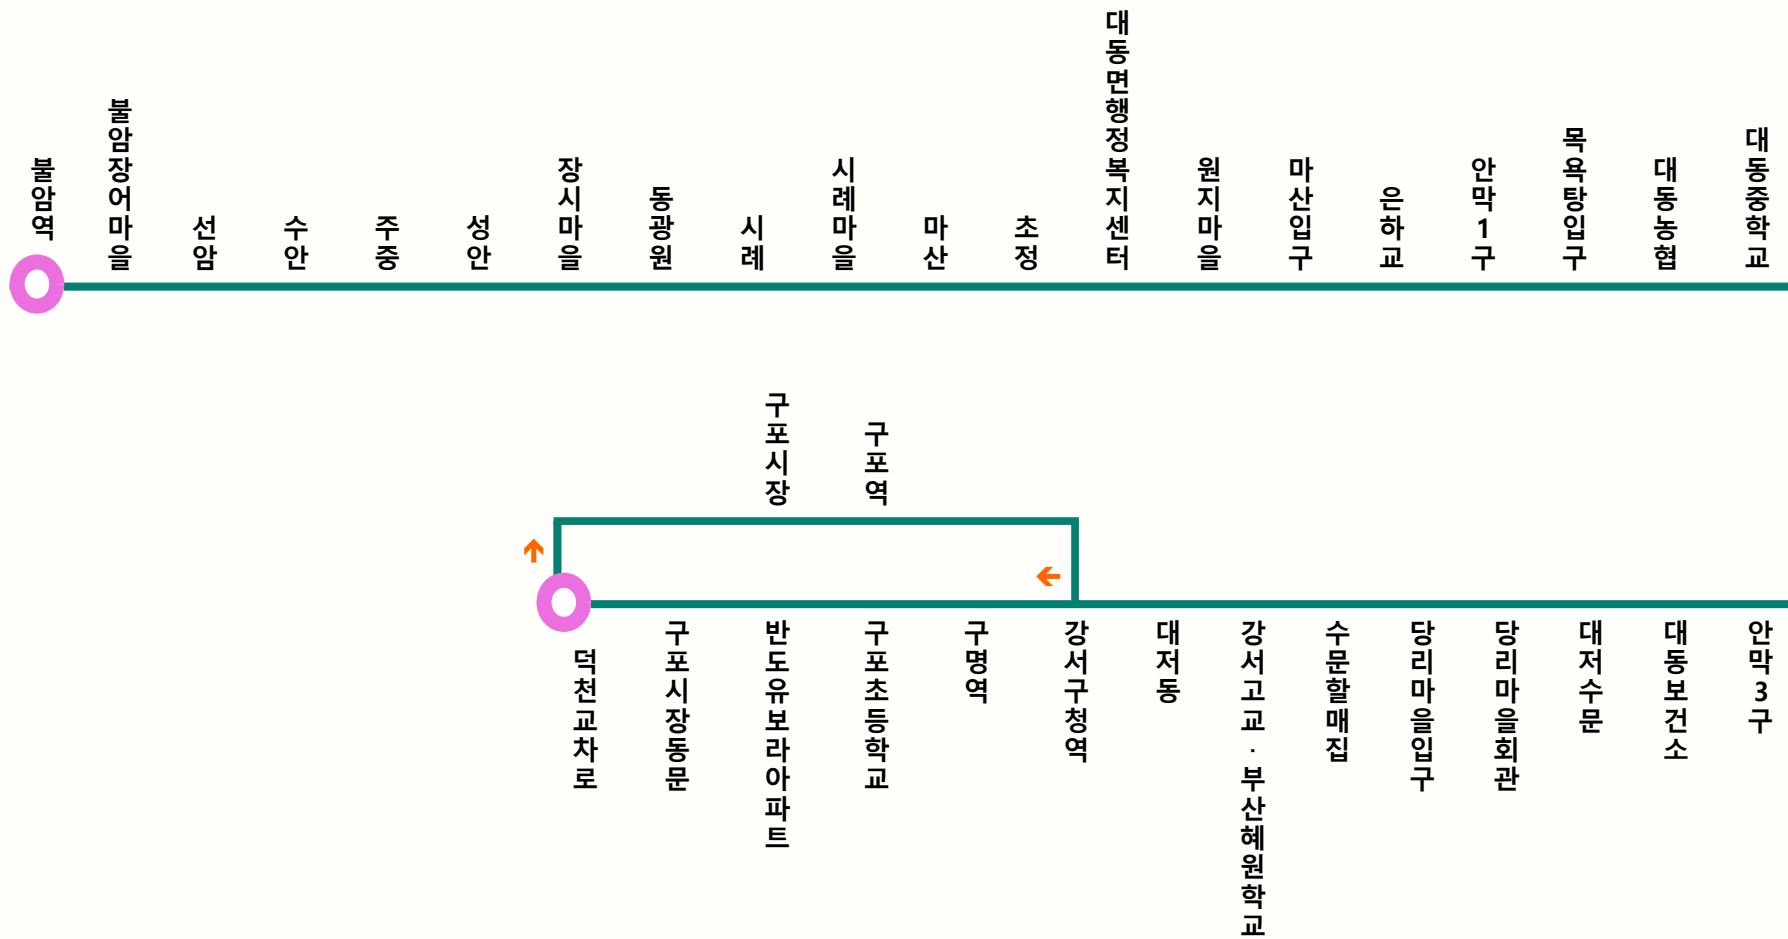 불암역
불암장어마을
선암
수안
주중
성안
장시마을
동광원
시례
시례마을
마산
초정
대동면행정복지센터
원지마을
마산입구
은하교
안막1구
목욕탕입구
대동농협
대동중학교
구포시장
구포역
덕천교차로
구포시장동문
반도유보라아파트
구포초등학교
구명역
강서구청역
대저동
강서고교·부산혜원학교
수문할매집
당리마을입구
당리마을회관
대저수문
대동보건소
안막3구